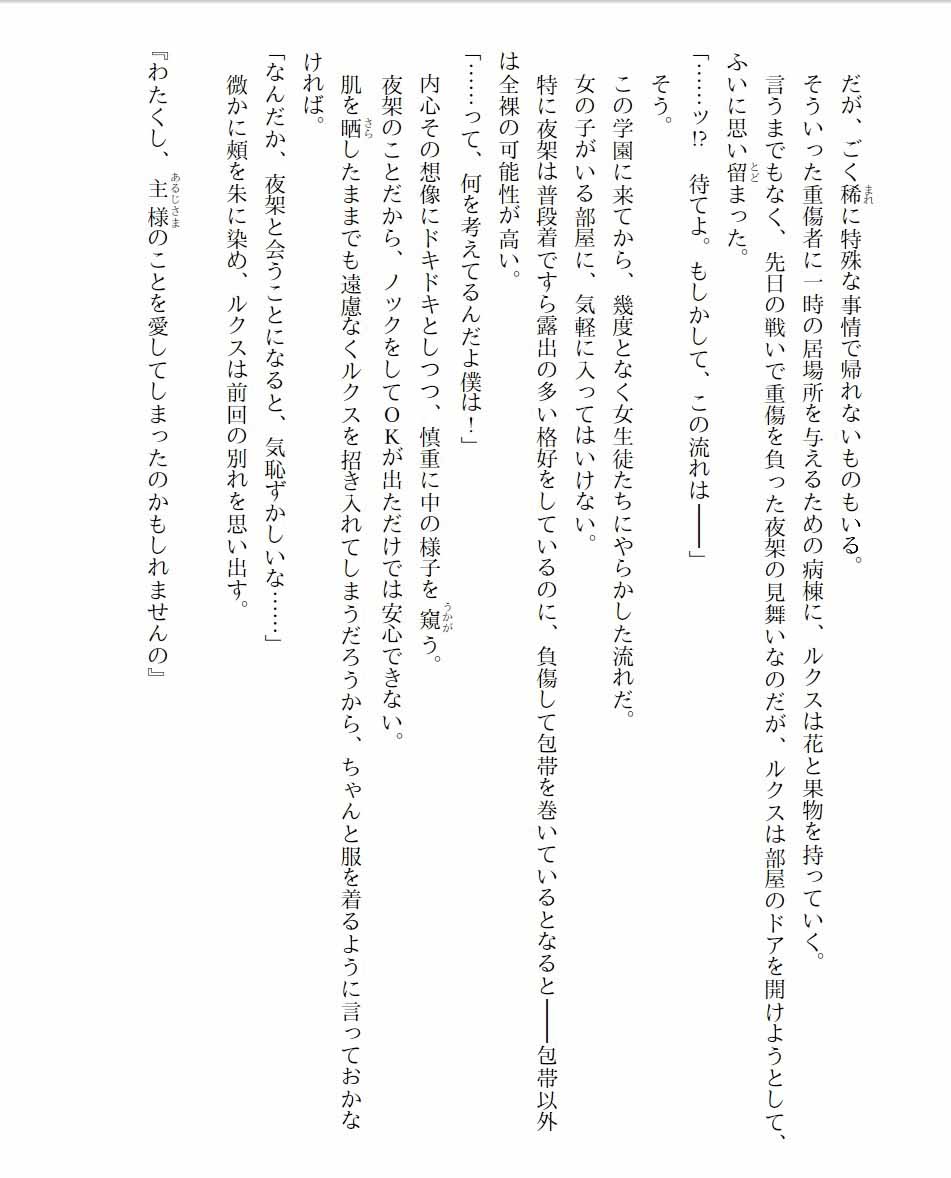 だが、ごく稀に特殊な事情で帰れないものもいる。
そういった重傷者に一時の居場所を与えるための病棟に、ルクスは花と果物を持っていく。
言うまでもなく、先日の戦いで重傷を負った夜架の見舞いなのだが、ルクスは部屋のドアを開けようとして、
ふいに思い留まった。
「……ッ!?　待てよ。もしかして、この流れは――」
そう。
この学園に来てから、幾度となく女生徒たちにやらかした流れだ。
女の子がいる部屋に、気軽に入ってはいけない。
特に夜架は普段着ですら露出の多い格好をしているのに、負傷して包帯を巻いているとなると――包帯以外
は全裸の可能性が高い。
「……って、何を考えてるんだよ僕は！」
内心その想像にドキドキとしつつ、慎重に中の様子を窺う。
夜架のことだから、ノックをしてOKが出ただけでは安心できない。
肌を晒したままでも遠慮なくルクスを招き入れてしまうだろうから、ちゃんと服を着るように言っておかな
ければ。
「なんだか、夜架と会うことになると、気恥ずかしいな……」
微かに頬を朱に染め、ルクスは前回の別れを思い出す。
『わたくし、主様のことを愛してしまったのかもしれませんの』